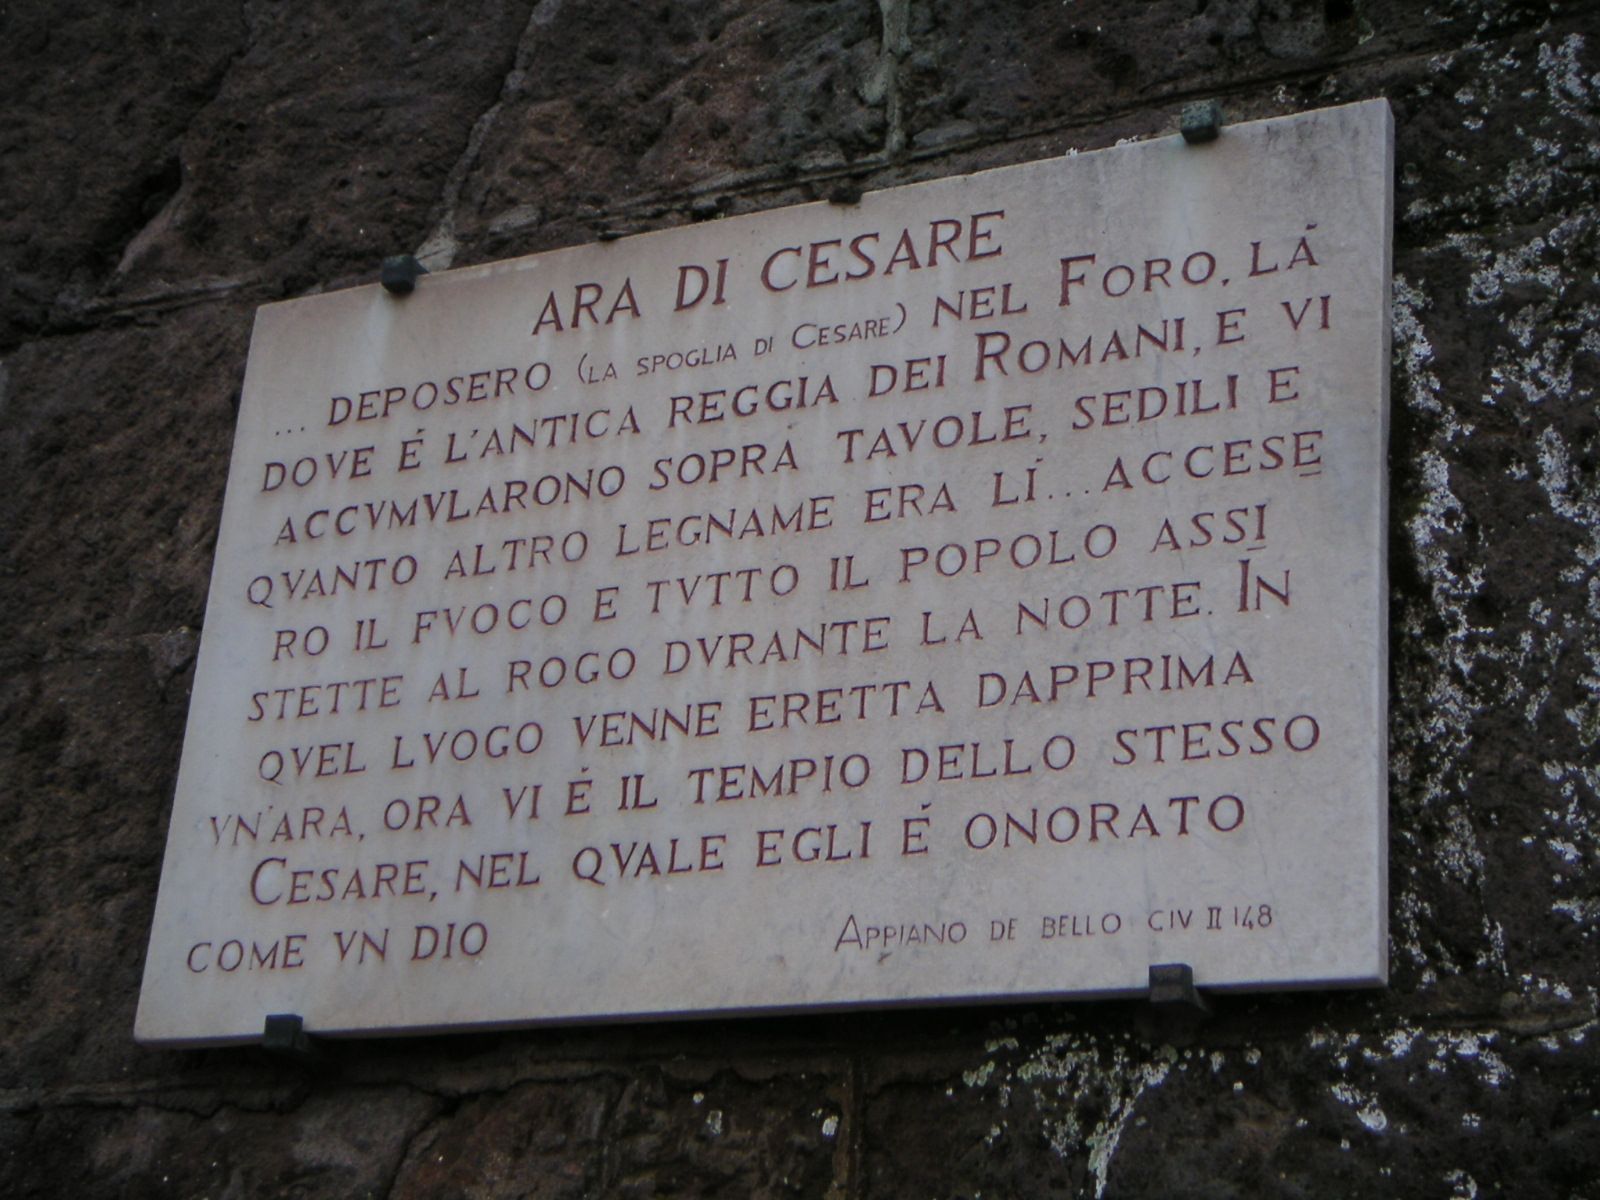 ARA DI CESARE
... DEPOSERO (LA SPOGLIA DI CESARE) NEL FORO, LÁ
DOVE É L'ANTICA REGGIA DEI ROMANI, E VI
ACCVMVLARONO SOPRÁ TAVOLE, SEDILI E
QVANTO ALTRO LEGNAME ERA LÍ... ACCESE
RO IL FVOCO E TVTTO IL POPOLO ASSI
STETTE AL ROGO DVRANTE LA NOTTE. IN
QVEL LVOGO VENNE ERETTA DAPPRIMA
VN'ARA, ORA VI É IL TEMPIO DELLO STESSO
CESARE, NEL QVALE EGLI É ONORATO
COME VN DIO
APPIANO DE BELLO CIV II 148